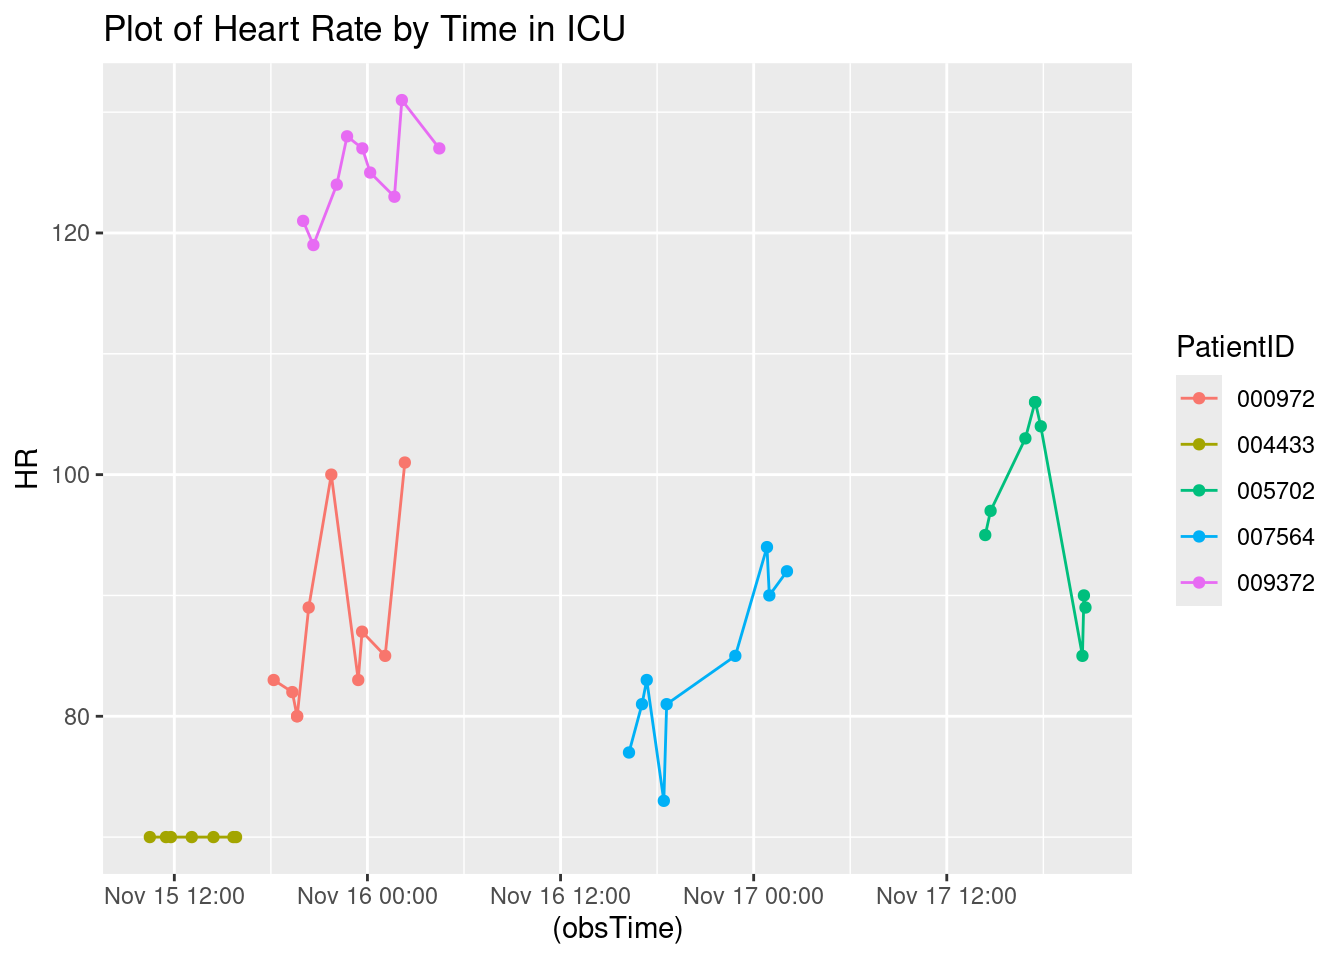 Plot of Heart Rate by Time in ICU
120
100
80
HR
Nov 15 12:00 Nov 16 00:00 Nov 16 12:00 Nov 17 00:00 Nov 17 12:00
(obsTime)
PatientID
000972
004433
005702
007564
009372